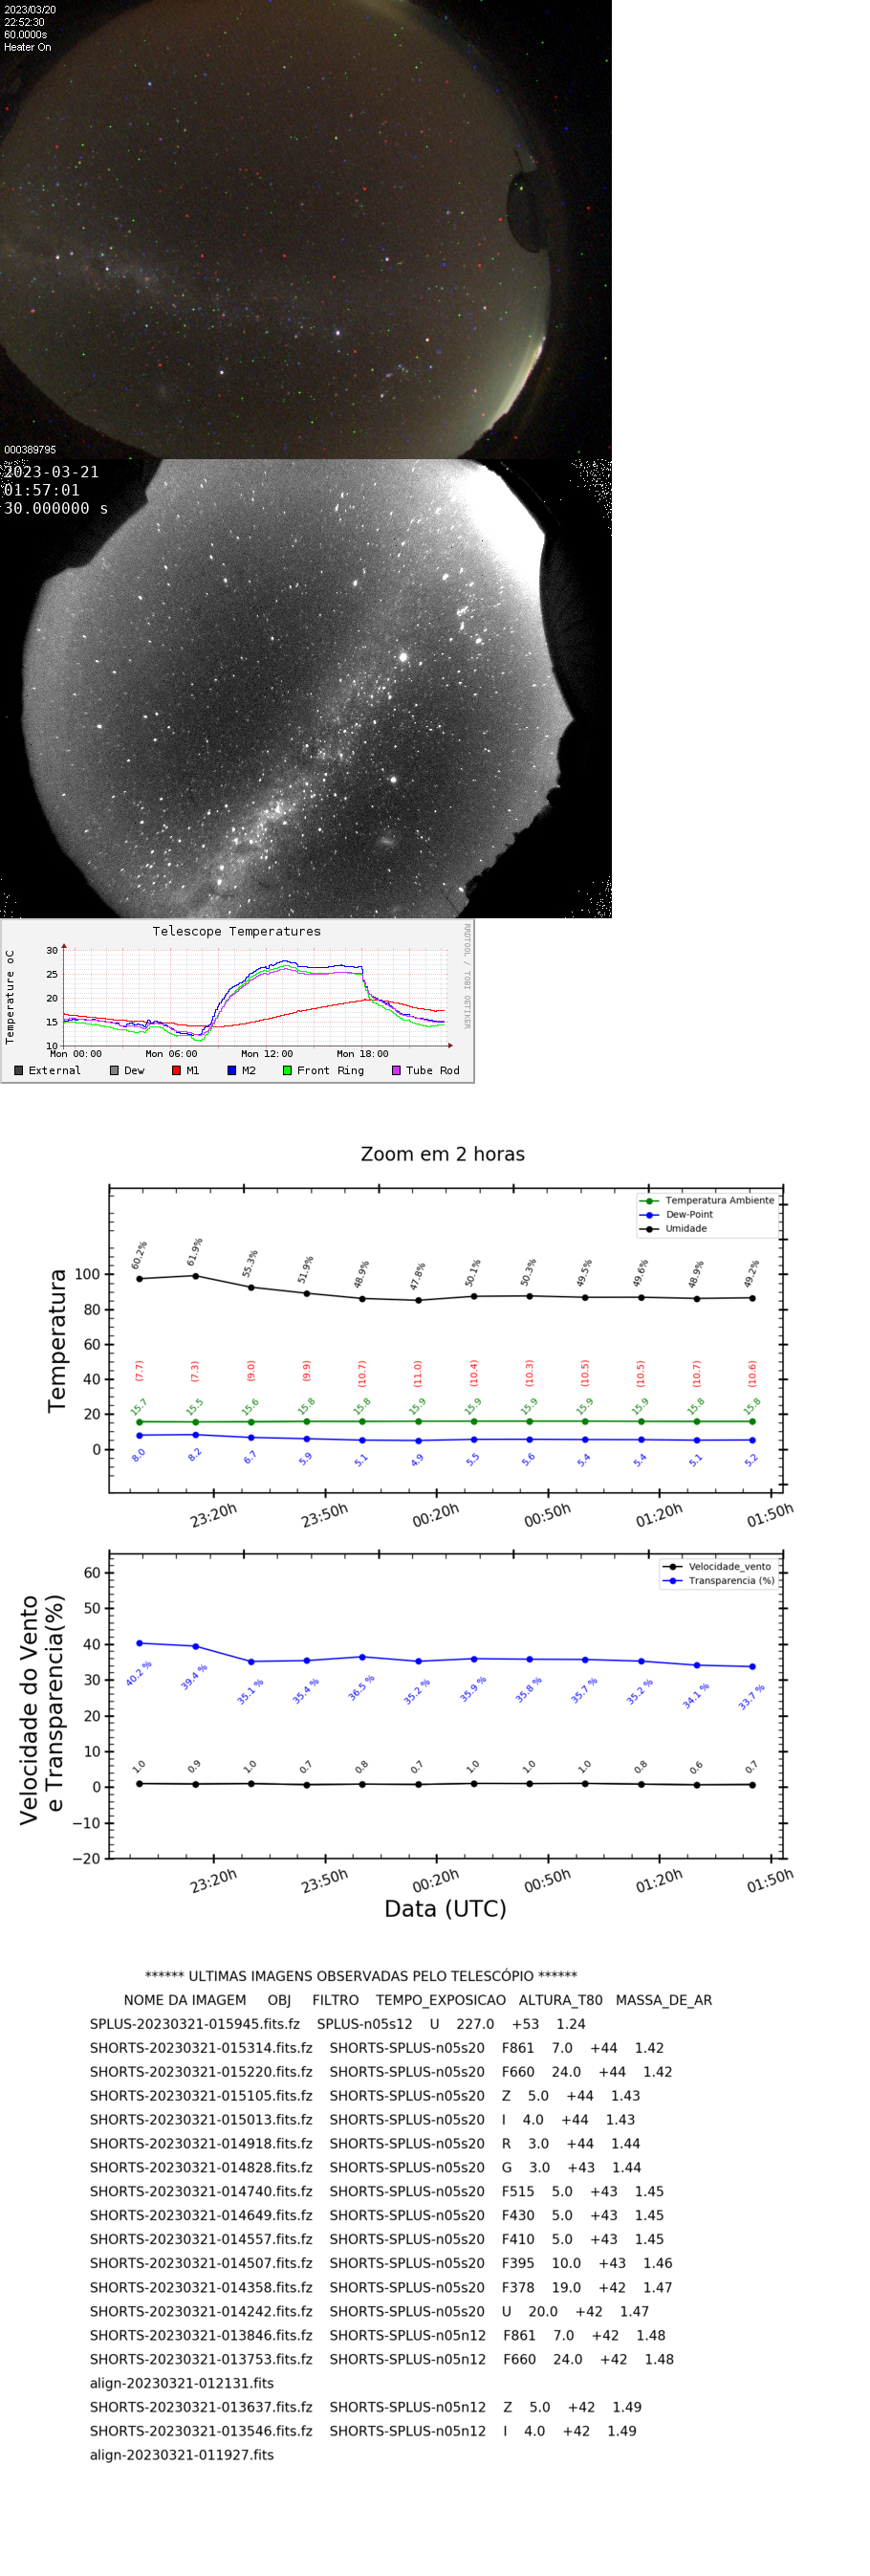 2023/03/20
22:52:30
60.0000s
Heater On
000389795
2023-03-21
01:57:01
30.000000 s
Telescope Temperatures
RRDTOOL / TOBI OETIKER
Temperature oC
30
25
20
15
10
Mon 00:00 Mon 06:00 Mon 12:00 Mon 18:00
External Dew M1 M2 Front Ring Tube Rod
Zoom em 2 horas
Temperatura Ambiente
Dew-Point
Umidade
Temperatura
100
80
60
40
20
0
60.2% 61.9% 55.3% 51.9% 48.9% 47.8% 50.1% 50.3% 49.5% 49.6% 48.9% 49.2%
(7.7) (7.3) (9.0) (9.9) (10.7) (11.0) (10.4) (10.3) (10.5) (10.5) (10.7) (10.6)
15.7 15.5 15.6 15.8 15.8 15.9 15.9 15.9 15.9 15.9 15.8 15.8
8.0 8.2 6.7 5.9 5.1 4.9 5.5 5.6 5.4 5.4 5.1 5.2
23:20h 23:50h 00:20h 00:50h 01:20h 01:50h
Velocidade_vento
Transparencia (%)
Velocidade do Vento
e Transparencia(%)
60
50
40
30
20
10
0
−10
−20
40.2 % 39.4 % 35.1 % 35.4 % 36.5 % 35.2 % 35.9 % 35.8 % 35.7 % 35.2 % 34.1 % 33.7 %
1.0 0.9 1.0 0.7 0.8 0.7 1.0 1.0 1.0 0.8 0.6 0.7
23:20h 23:50h 00:20h 00:50h 01:20h 01:50h
Data (UTC)
****** ULTIMAS IMAGENS OBSERVADAS PELO TELESCÓPIO ******
NOME DA IMAGEM OBJ FILTRO TEMPO_EXPOSICAO ALTURA_T80 MASSA_DE_AR
SPLUS-20230321-015945.fits.fz SPLUS-n05s12 U 227.0 +53 1.24
SHORTS-20230321-015314.fits.fz SHORTS-SPLUS-n05s20 F861 7.0 +44 1.42
SHORTS-20230321-015220.fits.fz SHORTS-SPLUS-n05s20 F660 24.0 +44 1.42
SHORTS-20230321-015105.fits.fz SHORTS-SPLUS-n05s20 Z 5.0 +44 1.43
SHORTS-20230321-015013.fits.fz SHORTS-SPLUS-n05s20 I 4.0 +44 1.43
SHORTS-20230321-014918.fits.fz SHORTS-SPLUS-n05s20 R 3.0 +44 1.44
SHORTS-20230321-014828.fits.fz SHORTS-SPLUS-n05s20 G 3.0 +43 1.44
SHORTS-20230321-014740.fits.fz SHORTS-SPLUS-n05s20 F515 5.0 +43 1.45
SHORTS-20230321-014649.fits.fz SHORTS-SPLUS-n05s20 F430 5.0 +43 1.45
SHORTS-20230321-014557.fits.fz SHORTS-SPLUS-n05s20 F410 5.0 +43 1.45
SHORTS-20230321-014507.fits.fz SHORTS-SPLUS-n05s20 F395 10.0 +43 1.46
SHORTS-20230321-014358.fits.fz SHORTS-SPLUS-n05s20 F378 19.0 +42 1.47
SHORTS-20230321-014242.fits.fz SHORTS-SPLUS-n05s20 U 20.0 +42 1.47
SHORTS-20230321-013846.fits.fz SHORTS-SPLUS-n05n12 F861 7.0 +42 1.48
SHORTS-20230321-013753.fits.fz SHORTS-SPLUS-n05n12 F660 24.0 +42 1.48
align-20230321-012131.fits
SHORTS-20230321-013637.fits.fz SHORTS-SPLUS-n05n12 Z 5.0 +42 1.49
SHORTS-20230321-013546.fits.fz SHORTS-SPLUS-n05n12 I 4.0 +42 1.49
align-20230321-011927.fits